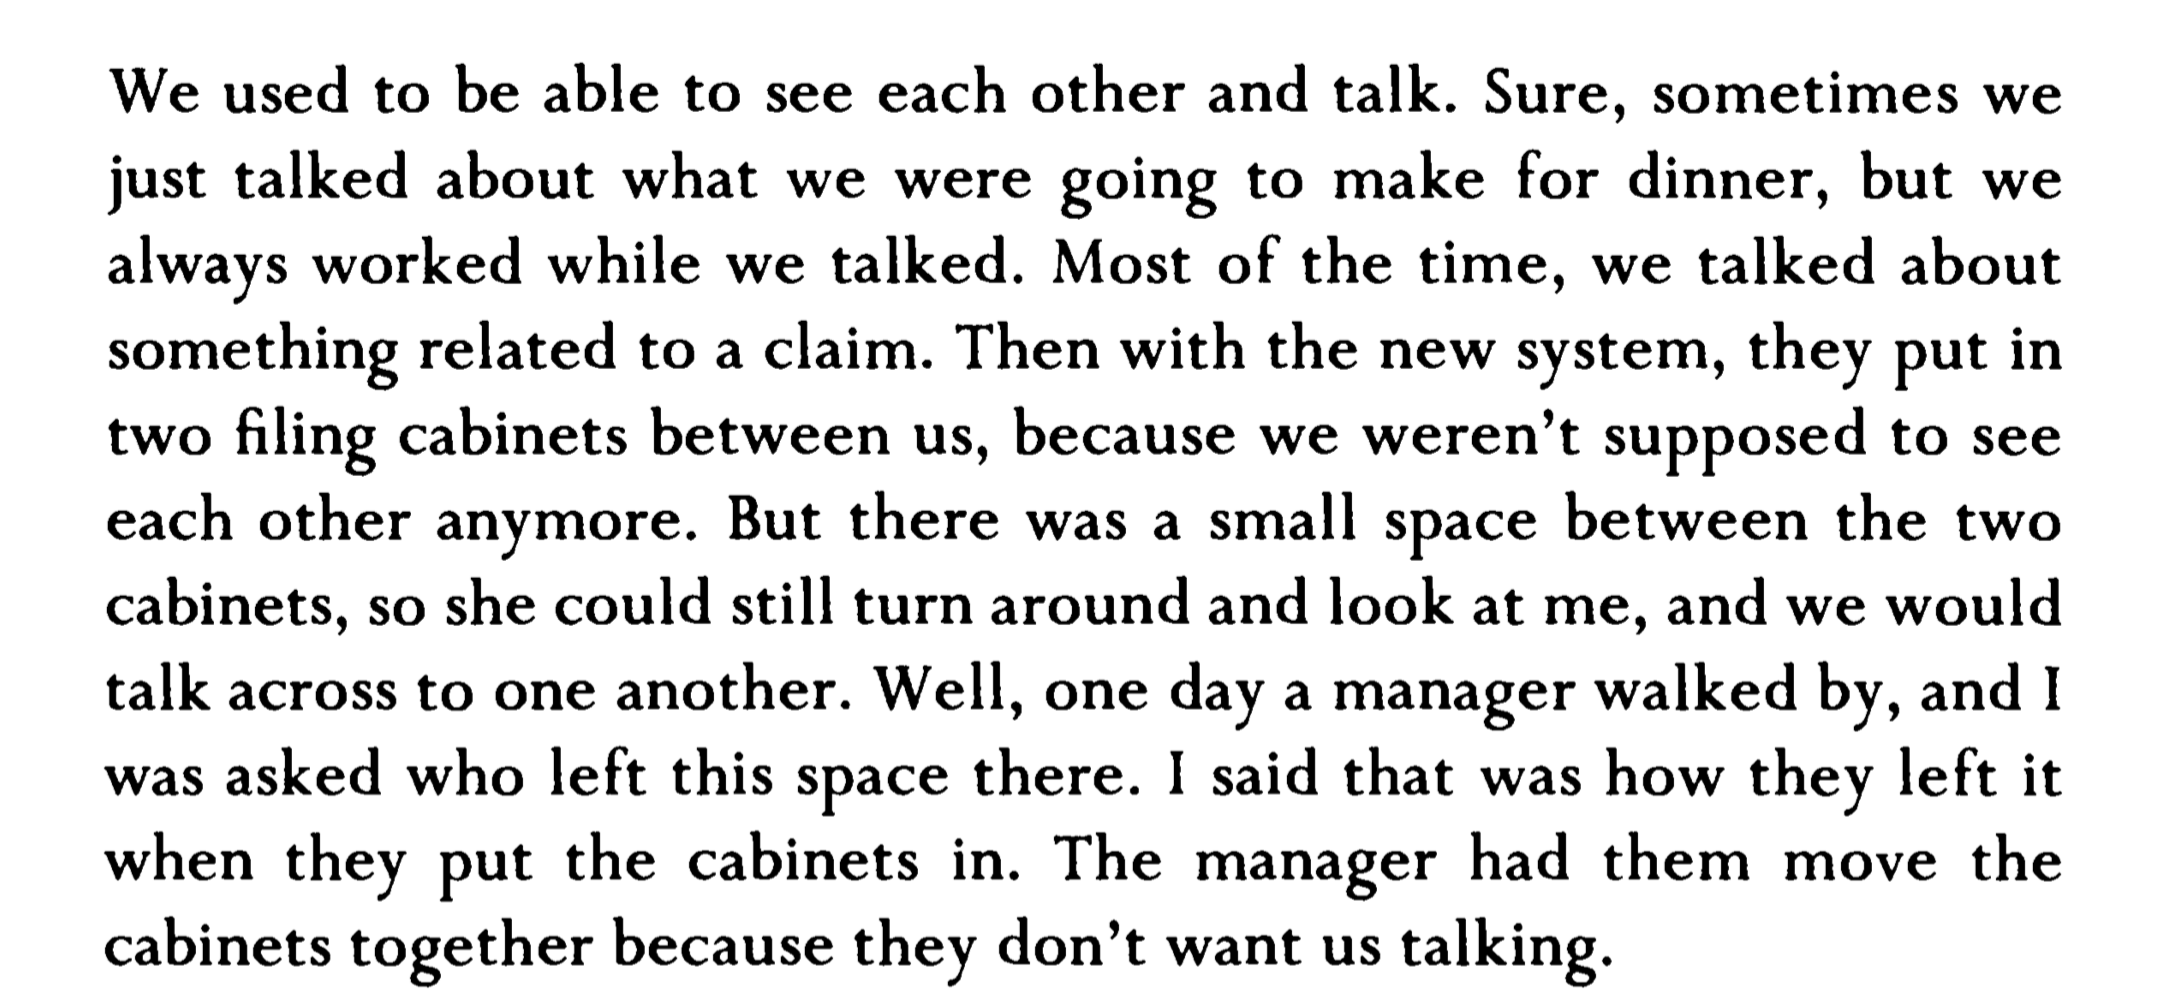 We used to be able to see each other and talk. Sure, sometimes we
just talked about what we were going to make for dinner, but we
always worked while we talked. Most of the time, we talked about
something related to a claim. Then with the new system, they put in
two filing cabinets between us, because we weren't supposed to see
each other anymore. But there was a small space between the two
cabinets, so she could still turn around and look at me, and we would
talk across to one another. Well, one day a manager walked by, and I
was asked who left this space there. I said that was how they left it
when they put the cabinets in. The manager had them move the
cabinets together because they don't want us talking.